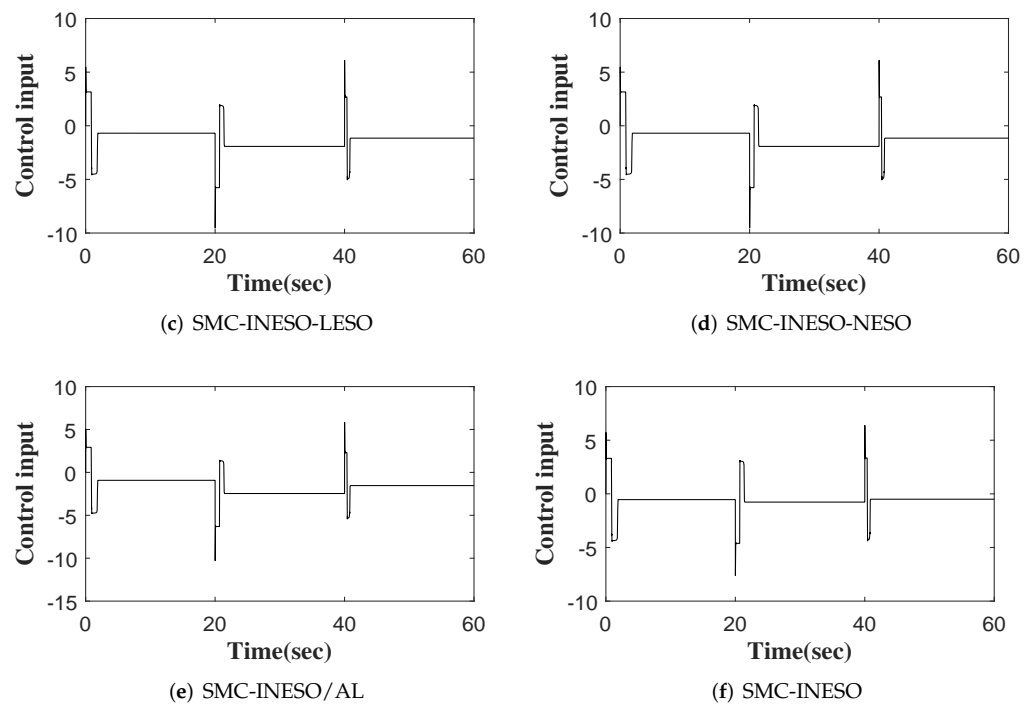 10
5
0
-5
-10
Control input
0 20 40 60
Time(sec)
(c) SMC-INESO-LESO
10
5
0
-5
-10
Control input
0 20 40 60
Time(sec)
(d) SMC-INESO-NESO
10
5
0
-5
-10
-15
Control input
0 20 40 60
Time(sec)
(e) SMC-INESO/AL
10
5
0
-5
-10
Control input
0 20 40 60
Time(sec)
(f) SMC-INESO